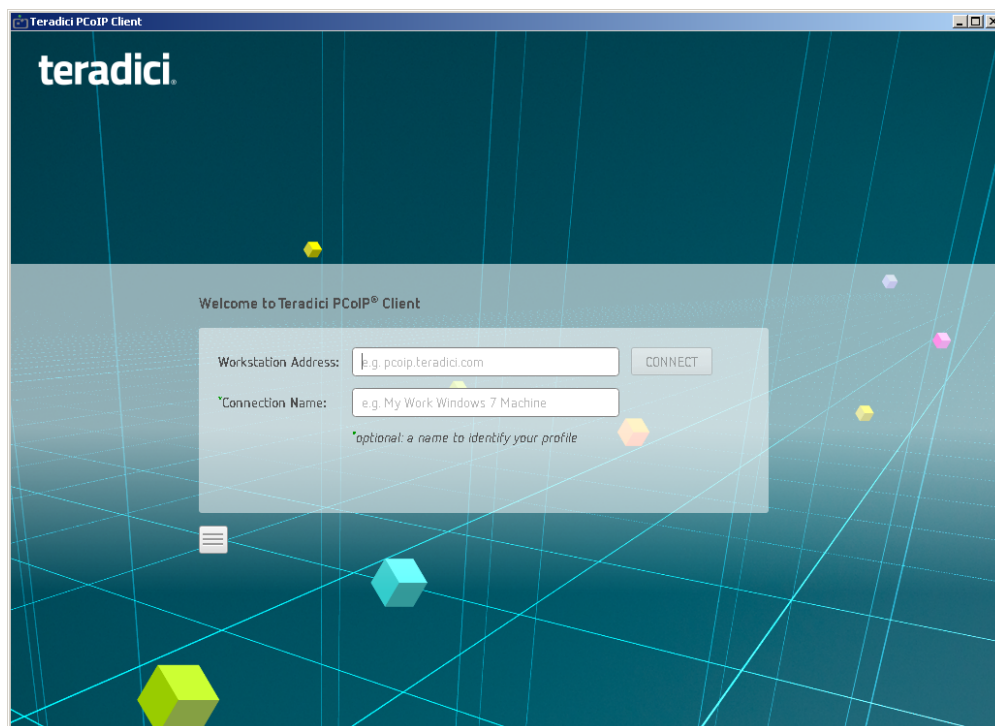 Teradici PCoIP Client
teradici®
Welcome to Teradici PCoIP® Client
Workstation Address: e.g. pcoip.teradici.com CONNECT
*Connection Name: e.g. My Work Windows 7 Machine
*optional: a name to identify your profile